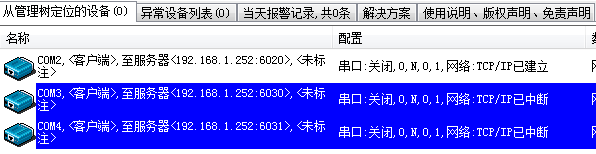 从管理树定位的设备(0) 异常设备列表(0) 当天报警记录,共0条 解决方案 使用说明、版权声明、免责声明
名称 配置
COM2,<客户端>,至服务器<192.168.1.252:6020>,<未标 串口:关闭,0,N,0,1,网络:TCP/IP已建立
注>
COM3,<客户端>,至服务器<192.168.1.252:6030>,<未标 串口:关闭,0,N,0,1,网络:TCP/IP已中断
注>
COM4,<客户端>,至服务器<192.168.1.252:6031>,<未标 串口:关闭,0,N,0,1,网络:TCP/IP已中断
注>